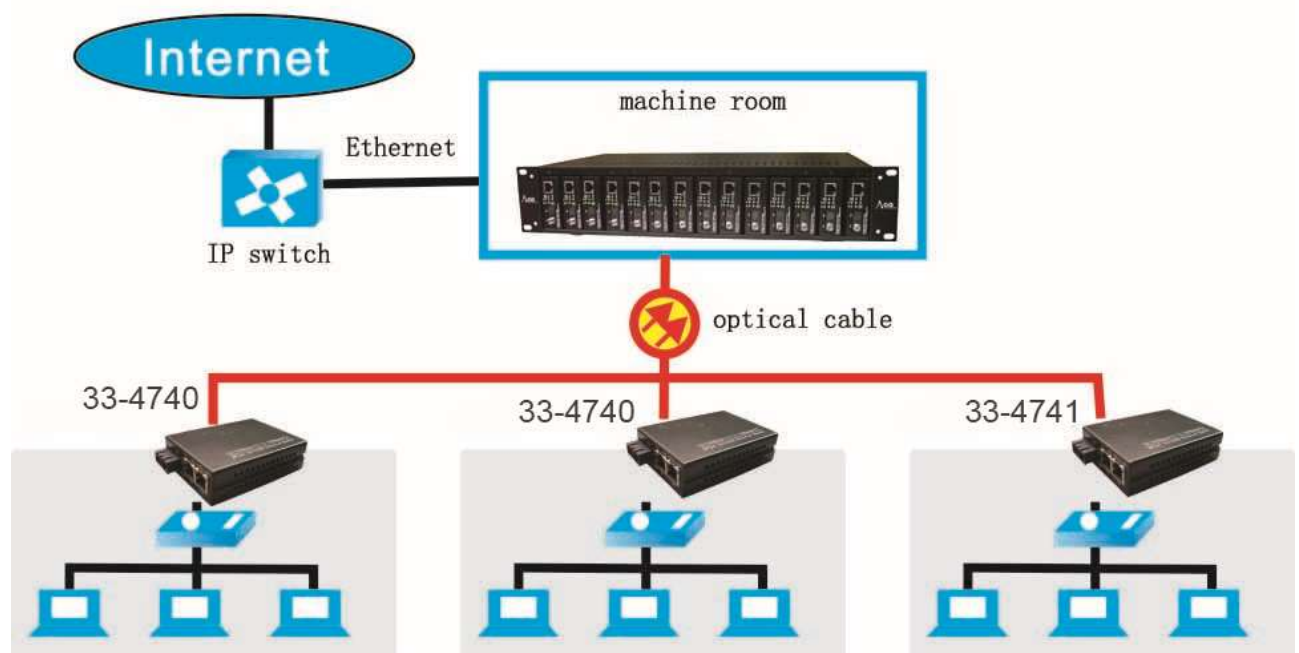 Internet
machine room
Ethernet
IP switch
optical cable
33-4740
33-4740
33-4741